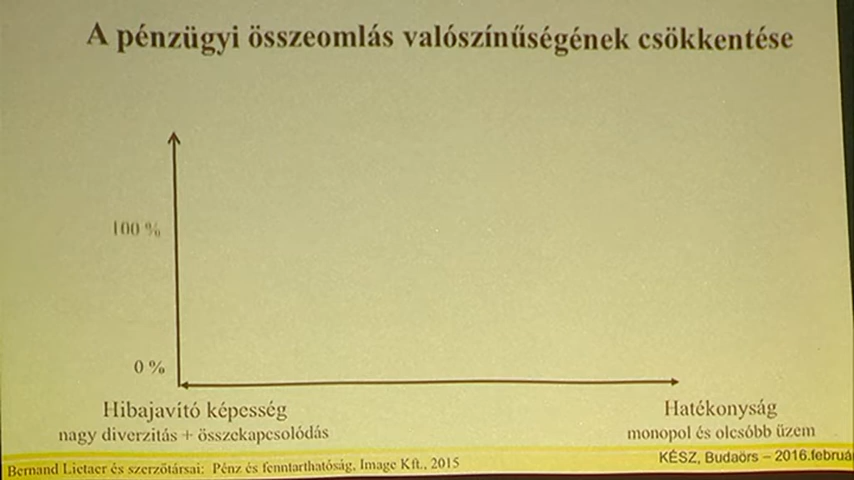 A pénzügyi összeomlás valószínűségének csökkentése
100 %
0 %
Hibajavító képesség
nagy diverzitás + összekapcsolódás
Hatékonyság
monopol és olcsóbb üzem
Bernand Lietaer és szerzőtársai: Pénz és fenntarthatóság, Image Kft., 2015
KÉSZ, Budaörs – 2016.februá